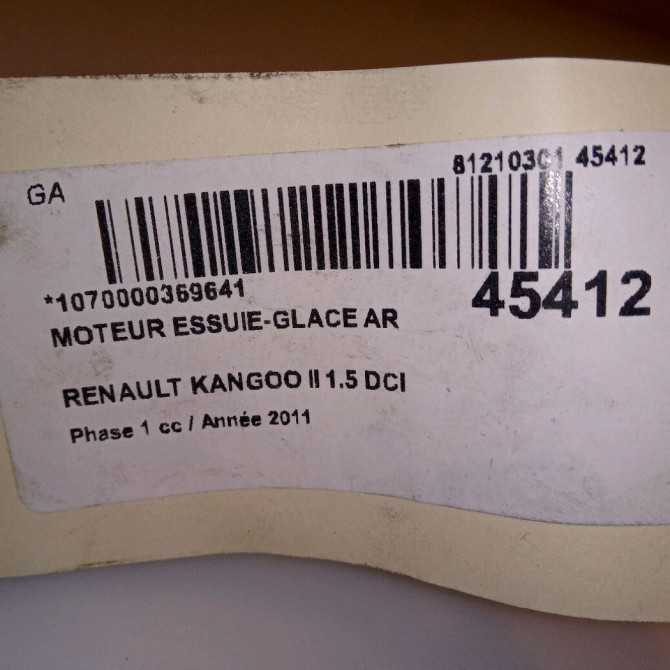 GA
81210301 45412
*1070000369641
45412
MOTEUR ESSUIE-GLACE AR
RENAULT KANGOO II 1.5 DCI
Phase 1 cc / Année 2011